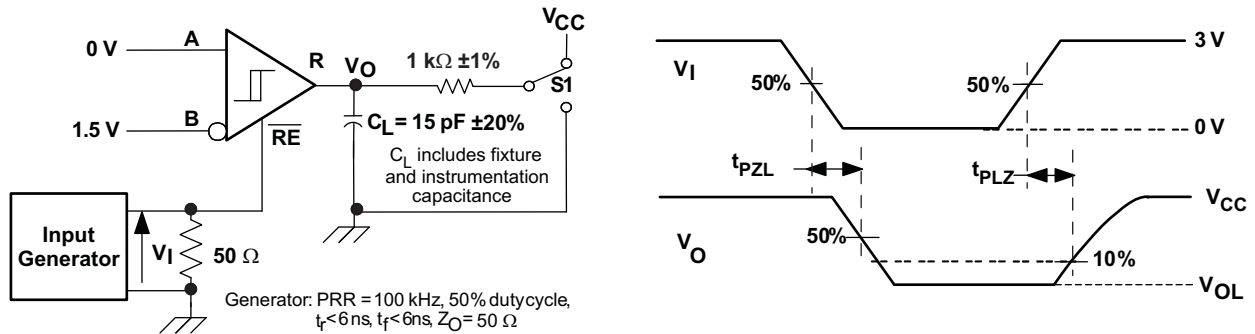 0 V
A
R
V_O
1 kΩ ±1%
V_CC
S1
1.5 V
B
R̅E̅
C_L = 15 pF ±20%
C_L includes fixture
and instrumentation
capacitance
Input
Generator
V_I
50 Ω
Generator: PRR = 100 kHz, 50% duty cycle,
t_r < 6 ns, t_f < 6 ns, Z_O = 50 Ω
V_I
50%
50%
3 V
0 V
t_PZL
t_PLZ
V_O
50%
10%
V_CC
V_OL